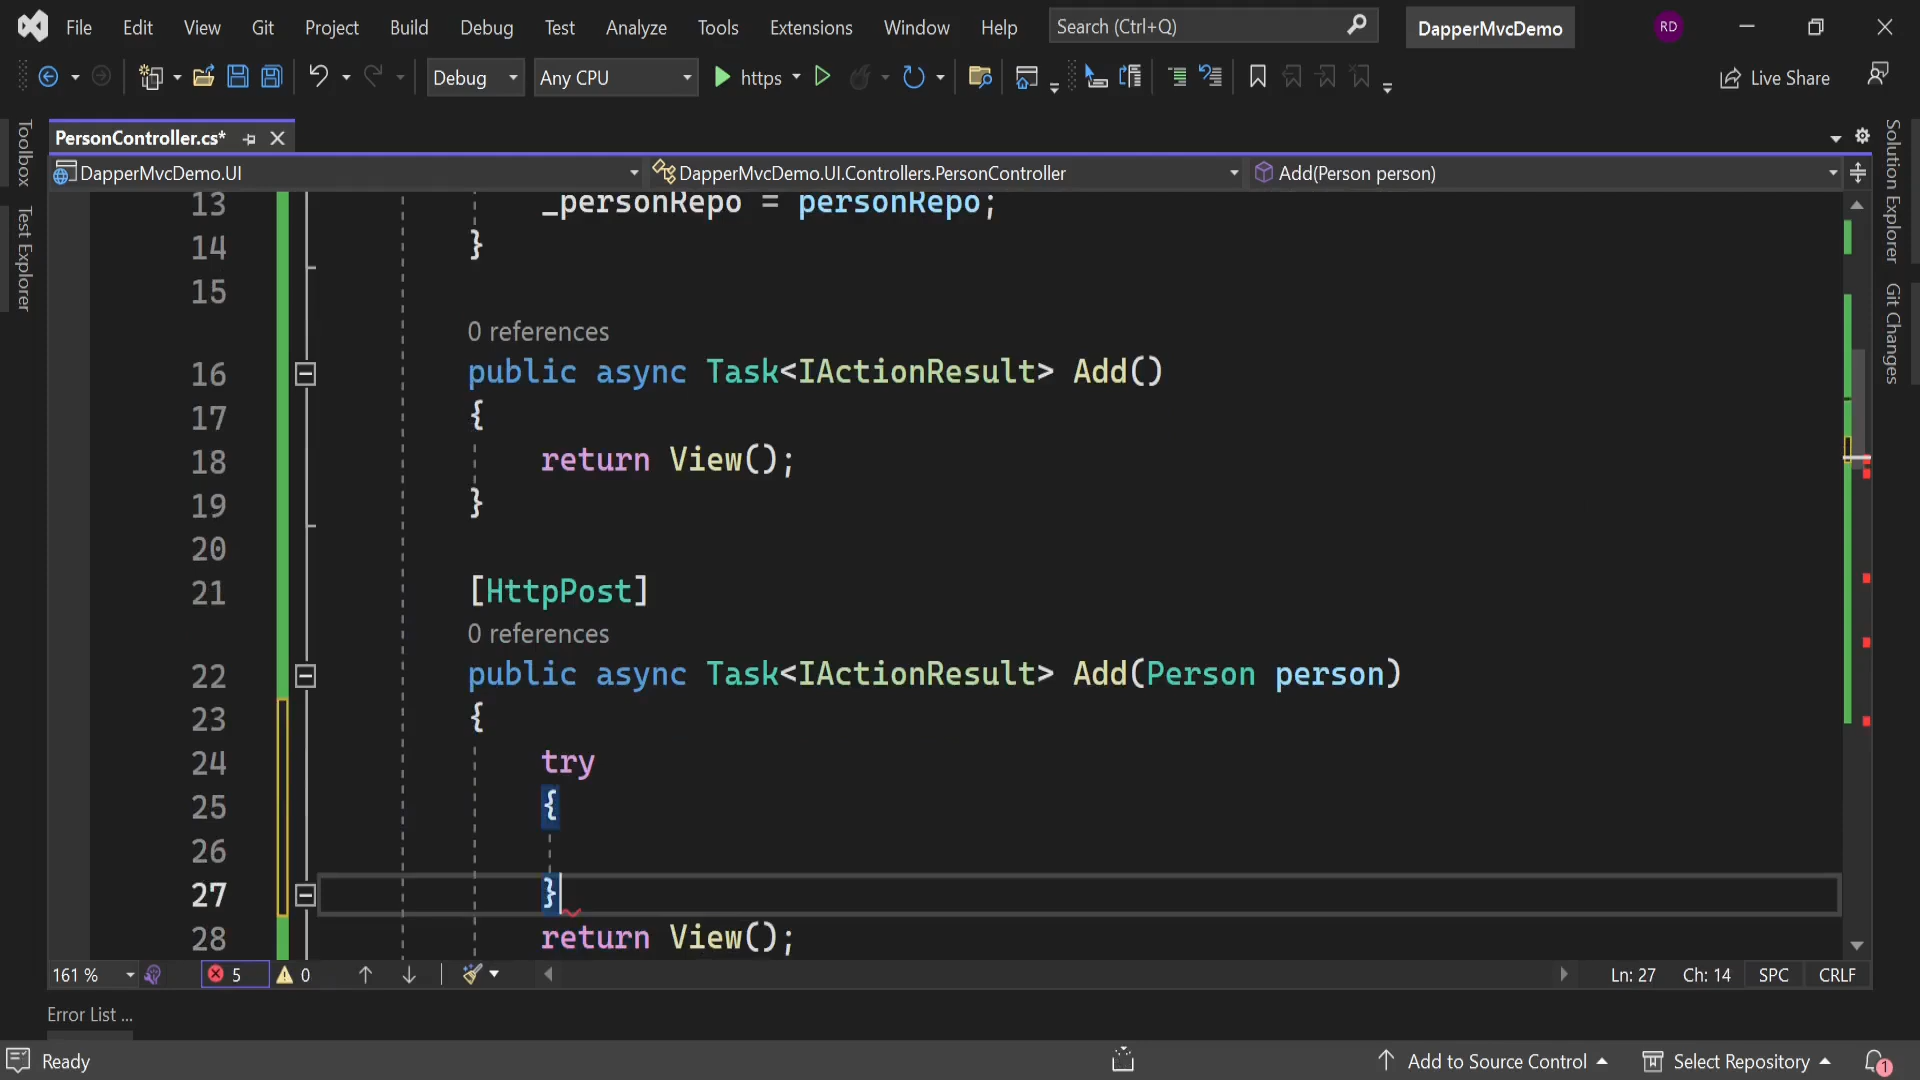 File Edit View Git Project Build Debug Test Analyze Tools Extensions Window Help Search (Ctrl+Q) DapperMvcDemo RD
Debug Any CPU https Live Share
Toolbox
Test Explorer
PersonController.cs*
DapperMvcDemo.UI DapperMvcDemo.UI.Controllers.PersonController Add(Person person)
13 _personRepo = personRepo;
14 }
15
0 references
16 public async Task<IActionResult> Add()
17 {
18 return View();
19 }
20
21 [HttpPost]
0 references
22 public async Task<IActionResult> Add(Person person)
23 {
24 try
25 {
26
27 }
28 return View();
Solution Explorer
Git Changes
161 % 5 0 Ln: 27 Ch: 14 SPC CRLF
Error List ...
Ready Add to Source Control Select Repository 1